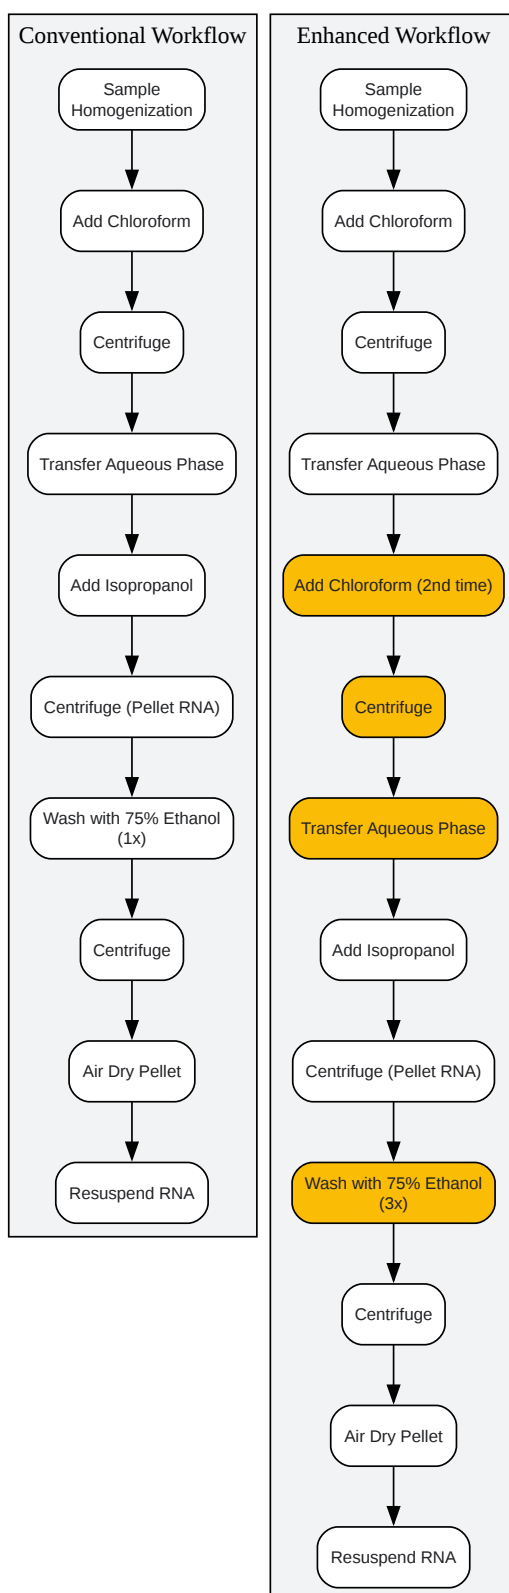 Conventional Workflow
Sample
Homogenization
Add Chloroform
Centrifuge
Transfer Aqueous Phase
Add Isopropanol
Centrifuge (Pellet RNA)
Wash with 75% Ethanol
(1x)
Centrifuge
Air Dry Pellet
Resuspend RNA
Enhanced Workflow
Sample
Homogenization
Add Chloroform
Centrifuge
Transfer Aqueous Phase
Add Chloroform (2nd time)
Centrifuge
Transfer Aqueous Phase
Add Isopropanol
Centrifuge (Pellet RNA)
Wash with 75% Ethanol
(3x)
Centrifuge
Air Dry Pellet
Resuspend RNA